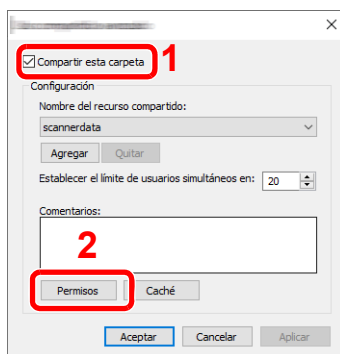 Compartir esta carpeta 1
Configuración
Nombre del recurso compartido:
scannerdata
Agregar Quitar
Establecer el límite de usuarios simultáneos en: 20
Comentarios:
2
Permisos Caché
Aceptar Cancelar Aplicar